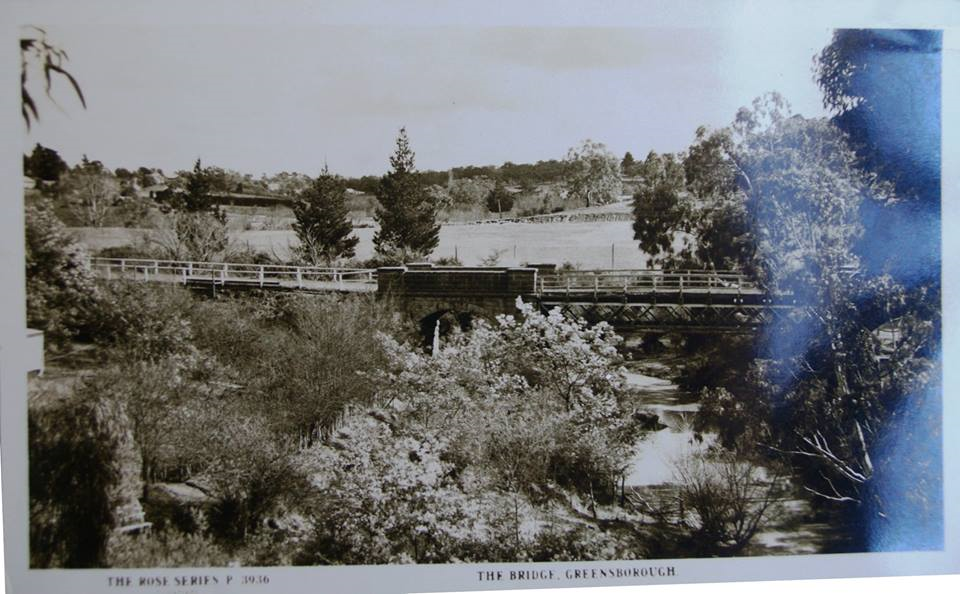 THE ROSE SERIES P. 3936
THE BRIDGE, GREENSBOROUGH.